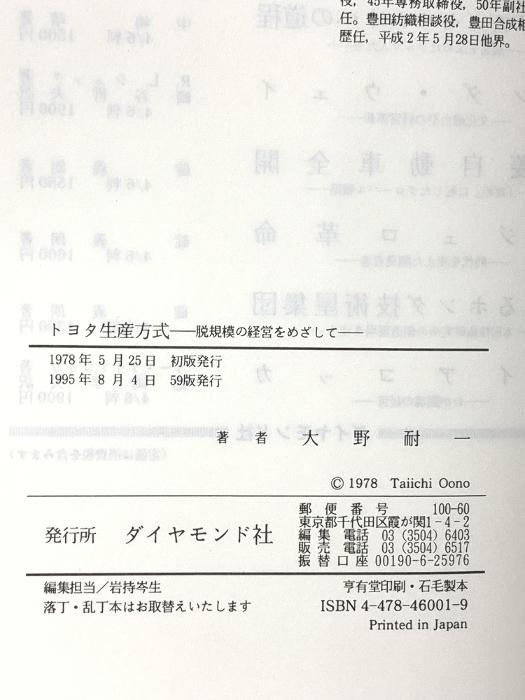 役，45年専務取締役，50年副社
任。豊田紡織相談役，豊田合成相
歴任，平成2年5月28日他界。
トヨタ生産方式――脱規模の経営をめざして――
1978年5月25日 初版発行
1995年8月4日 59版発行
著者 大野耐一
© 1978 Taiichi Oono
発行所 ダイヤモンド社
郵便番号 100-60
東京都千代田区霞が関1-4-2
編集 電話 03 (3504) 6403
販売 電話 03 (3504) 6517
振替口座 00190-6-25976
編集担当/岩持岑生
落丁・乱丁本はお取替えいたします
亨有堂印刷・石毛製本
ISBN 4-478-46001-9
Printed in Japan